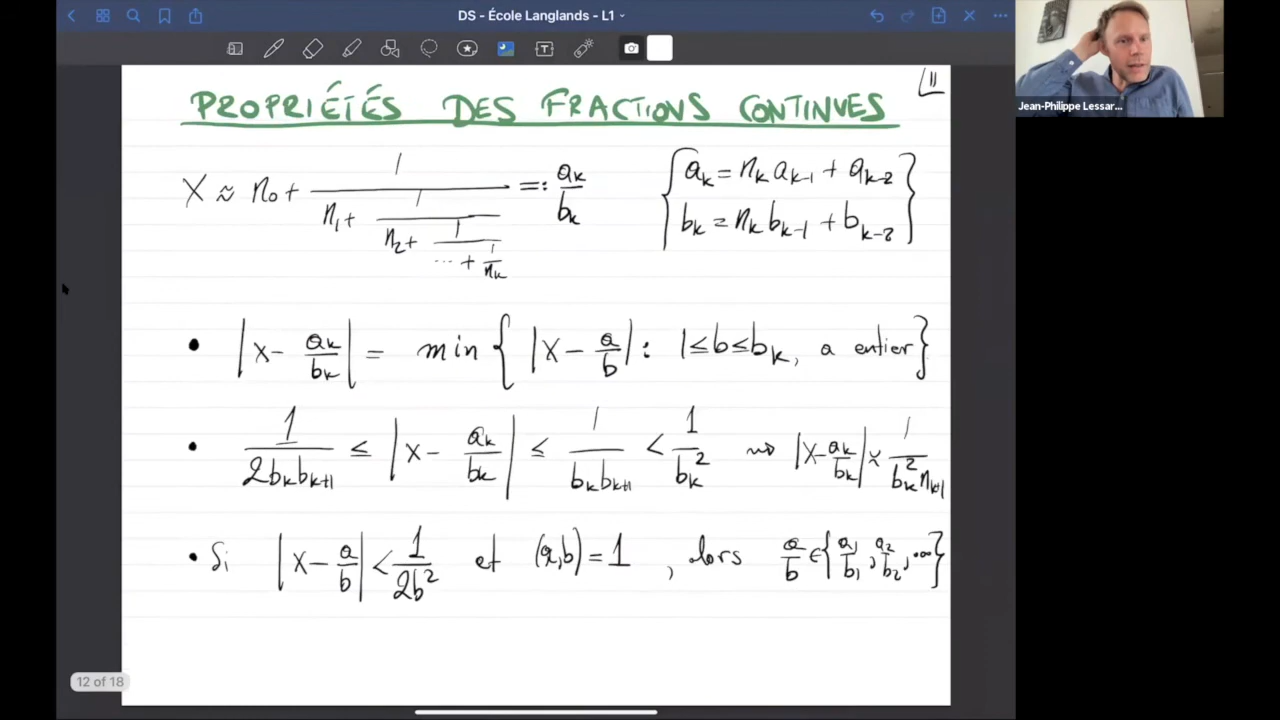 DS - École Langlands - L1
Jean-Philippe Lessar...
11
PROPRIÉTÉS DES FRACTIONS CONTINUES
X ≈ n₀ + 1/(n₁ + 1/(n₂ + 1/(... + 1/nₖ))) =: aₖ/bₖ { aₖ = nₖ aₖ₋₁ + aₖ₋₂
bₖ = nₖ bₖ₋₁ + bₖ₋₂ }
• |x - aₖ/bₖ| = min { |x - a/b| : 1 ≤ b ≤ bₖ, a entier }
• 1/(2bₖbₖ₊₁) ≤ |x - aₖ/bₖ| ≤ 1/(bₖbₖ₊₁) < 1/bₖ² ⇝ |x - aₖ/bₖ| ≍ 1/(bₖ² nₖ₊₁)
• Si |x - a/b| < 1/(2b²) et (a,b) = 1, lors a/b ∈ {a₁/b₁, a₂/b₂, ...}
12 of 18